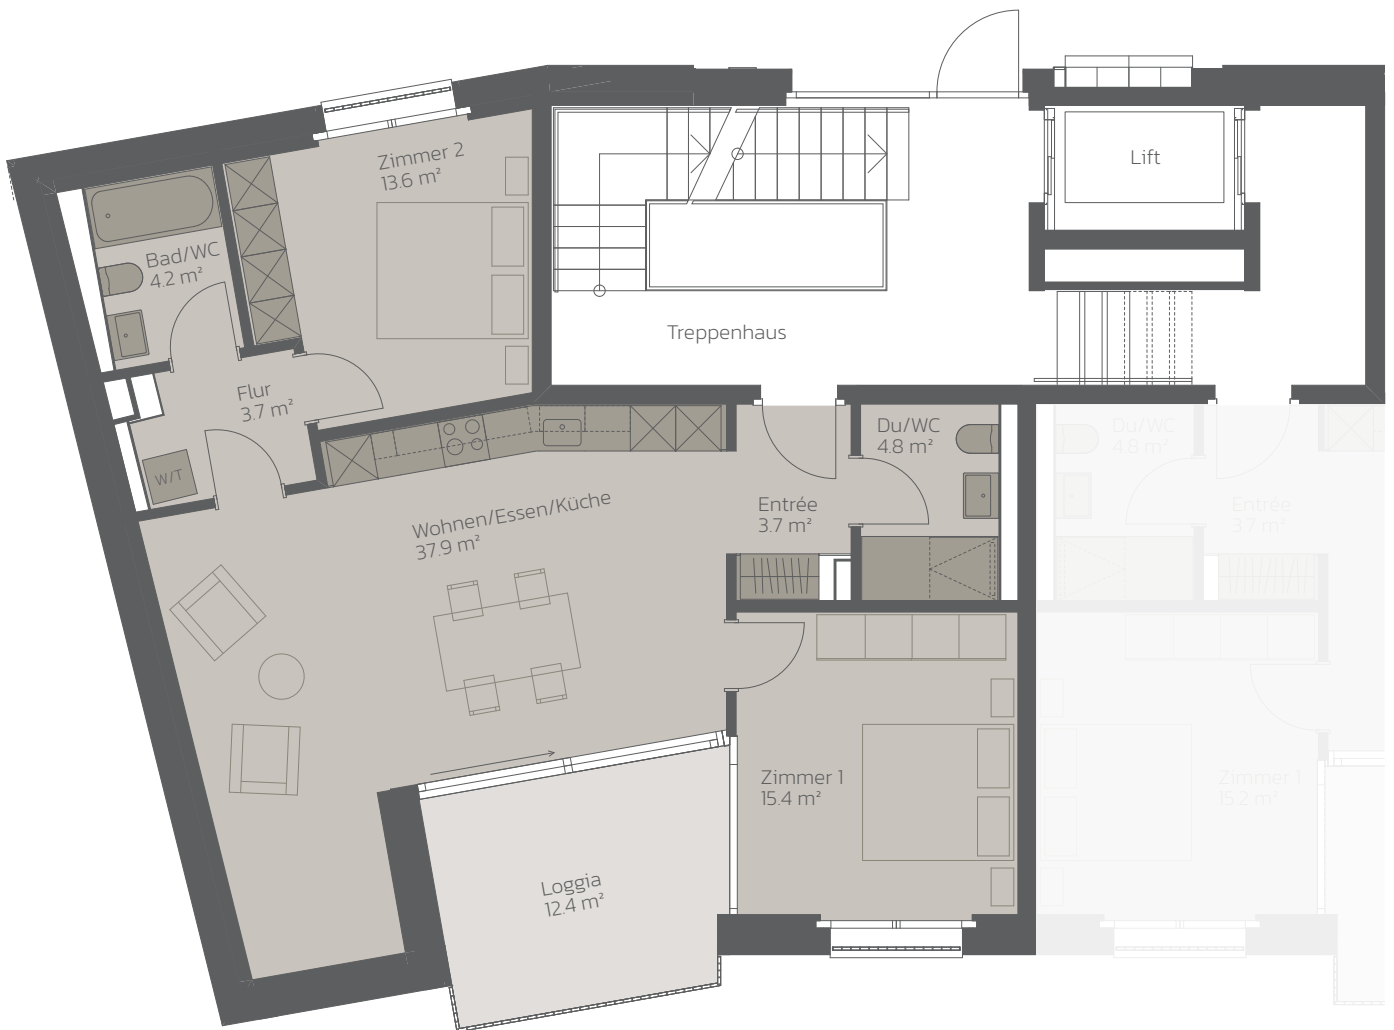 Zimmer 2
13.6 m²
Lift
Bad/WC
4.2 m²
Treppenhaus
Flur
3.7 m²
Du/WC
4.8 m²
Du/WC
4.8 m²
W/T
Wohnen/Essen/Küche
37.9 m²
Entrée
3.7 m²
Entrée
3.7 m²
Zimmer 1
15.4 m²
Zimmer 1
15.2 m²
Loggia
12.4 m²